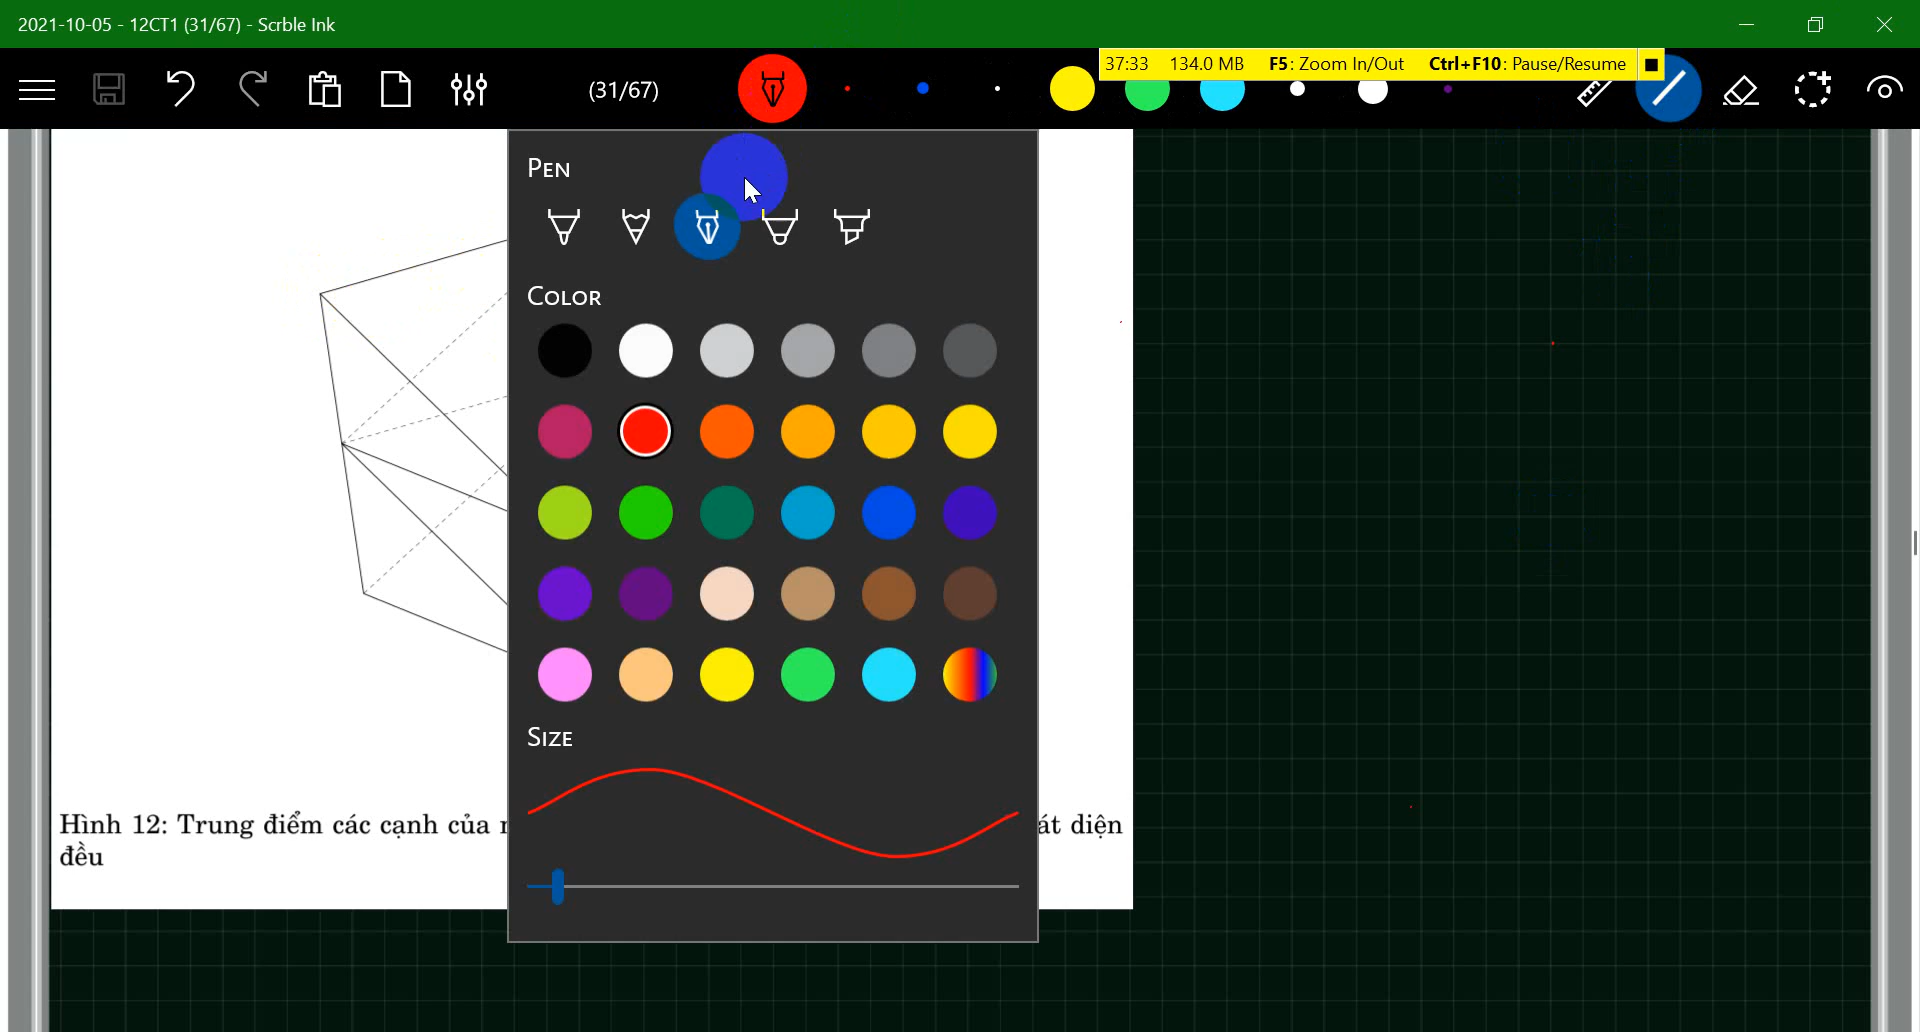 2021-10-05 - 12CT1 (31/67) - Scrble Ink
37:33 134.0 MB F5: Zoom In/Out Ctrl+F10: Pause/Resume
(31/67)
PEN
COLOR
SIZE
Hình 12: Trung điểm các cạnh của
át diện
đều